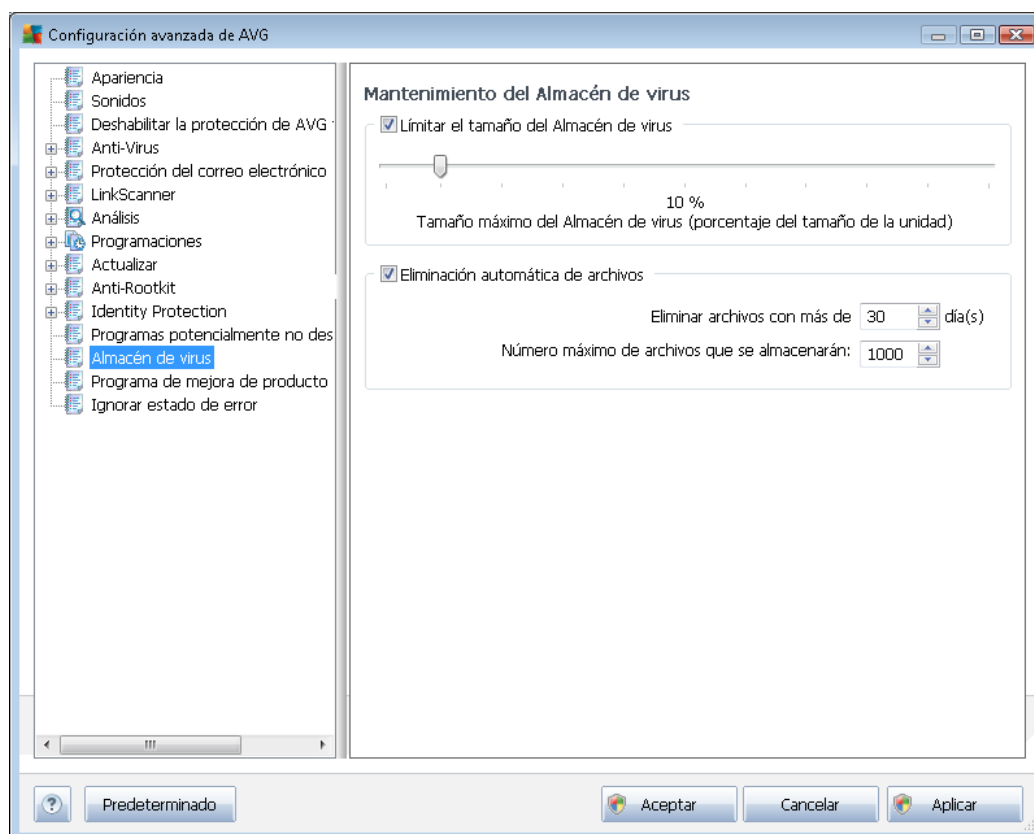 Configuración avanzada de AVG
Apariencia
Sonidos
Deshabilitar la protección de AVG
Anti-Virus
Protección del correo electrónico
LinkScanner
Análisis
Programaciones
Actualizar
Anti-Rootkit
Identity Protection
Programas potencialmente no des
Almacén de virus
Programa de mejora de producto
Ignorar estado de error
Mantenimiento del Almacén de virus
Límitar el tamaño del Almacén de virus
10 %
Tamaño máximo del Almacén de virus (porcentaje del tamaño de la unidad)
Eliminación automática de archivos
Eliminar archivos con más de 30 día(s)
Número máximo de archivos que se almacenarán: 1000
? Predeterminado Aceptar Cancelar Aplicar